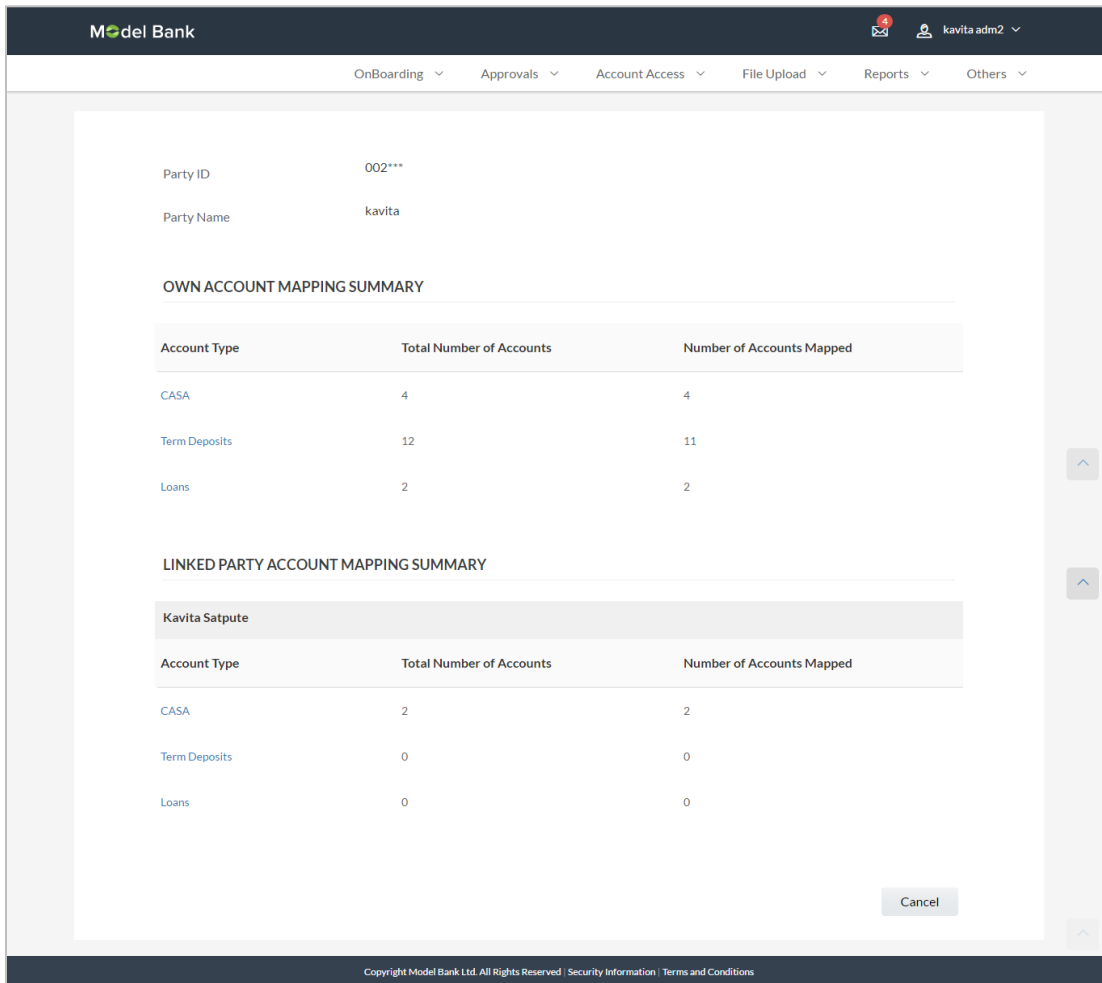 Model Bank
4
kavita adm2
OnBoarding Approvals Account Access File Upload Reports Others
Party ID 002***
Party Name kavita
OWN ACCOUNT MAPPING SUMMARY
Account Type Total Number of Accounts Number of Accounts Mapped
CASA 4 4
Term Deposits 12 11
Loans 2 2
LINKED PARTY ACCOUNT MAPPING SUMMARY
Kavita Satpute
Account Type Total Number of Accounts Number of Accounts Mapped
CASA 2 2
Term Deposits 0 0
Loans 0 0
Cancel
Copyright Model Bank Ltd. All Rights Reserved | Security Information | Terms and Conditions